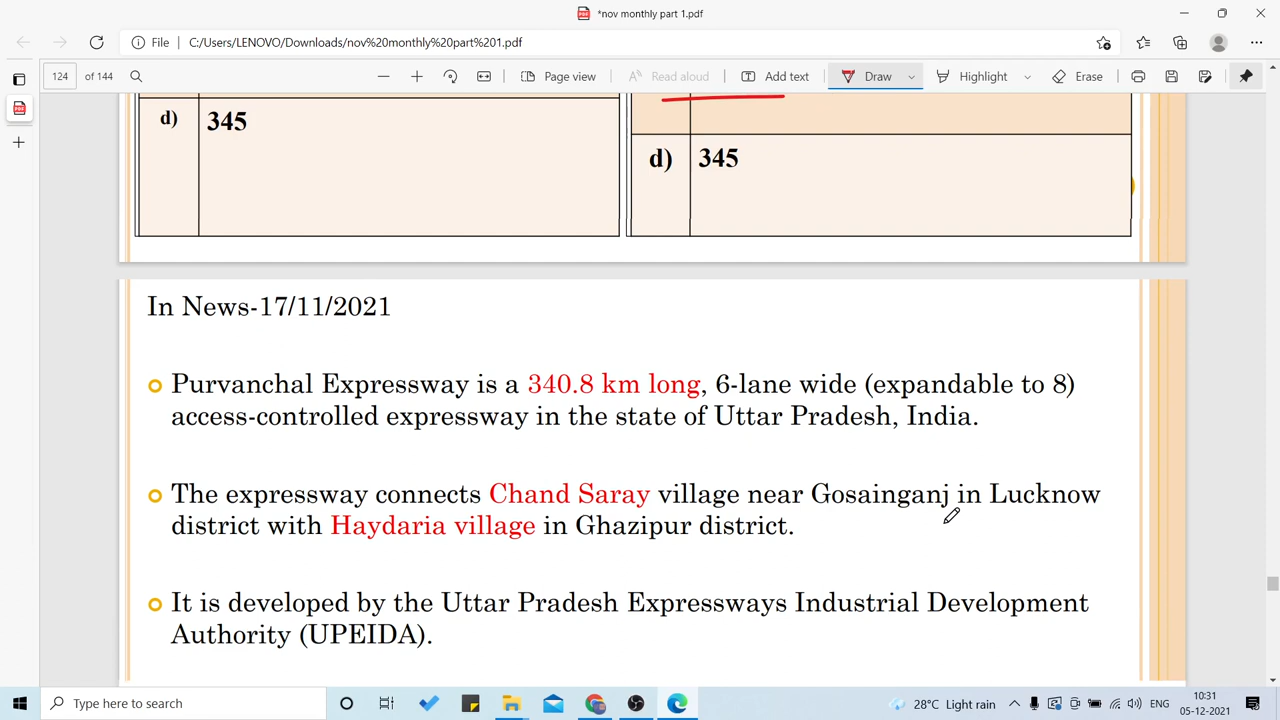 *nov monthly part 1.pdf
File
C:/Users/LENOVO/Downloads/nov%20monthly%20part%201.pdf
124 of 144
Page view
Read aloud
Add text
Draw
Highlight
Erase
d) 345
d) 345
In News-17/11/2021
Purvanchal Expressway is a 340.8 km long, 6-lane wide (expandable to 8)
access-controlled expressway in the state of Uttar Pradesh, India.
The expressway connects Chand Saray village near Gosainganj in Lucknow
district with Haydaria village in Ghazipur district.
It is developed by the Uttar Pradesh Expressways Industrial Development
Authority (UPEIDA).
Type here to search
28°C Light rain
ENG
10:31
05-12-2021